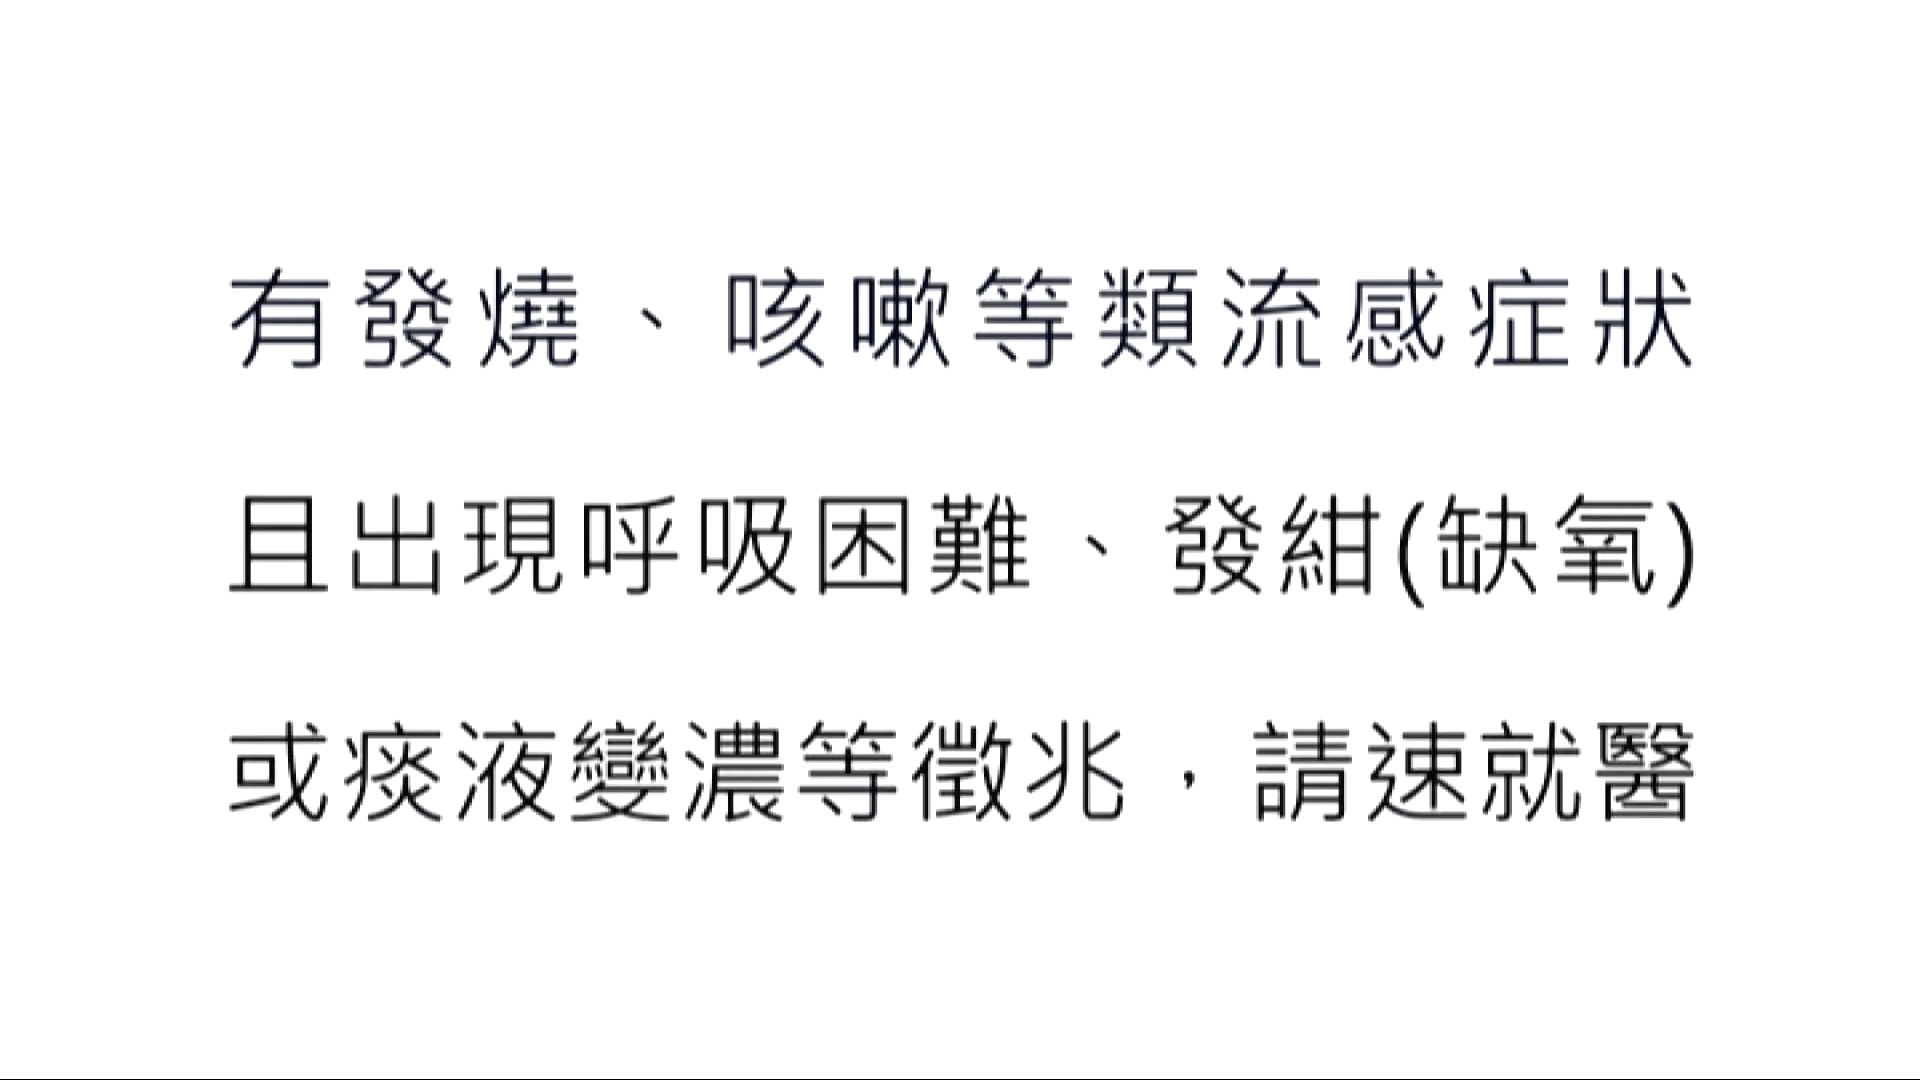 有發燒、咳嗽等類流感症狀
且出現呼吸困難、發紺(缺氧)
或痰液變濃等徵兆，請速就醫